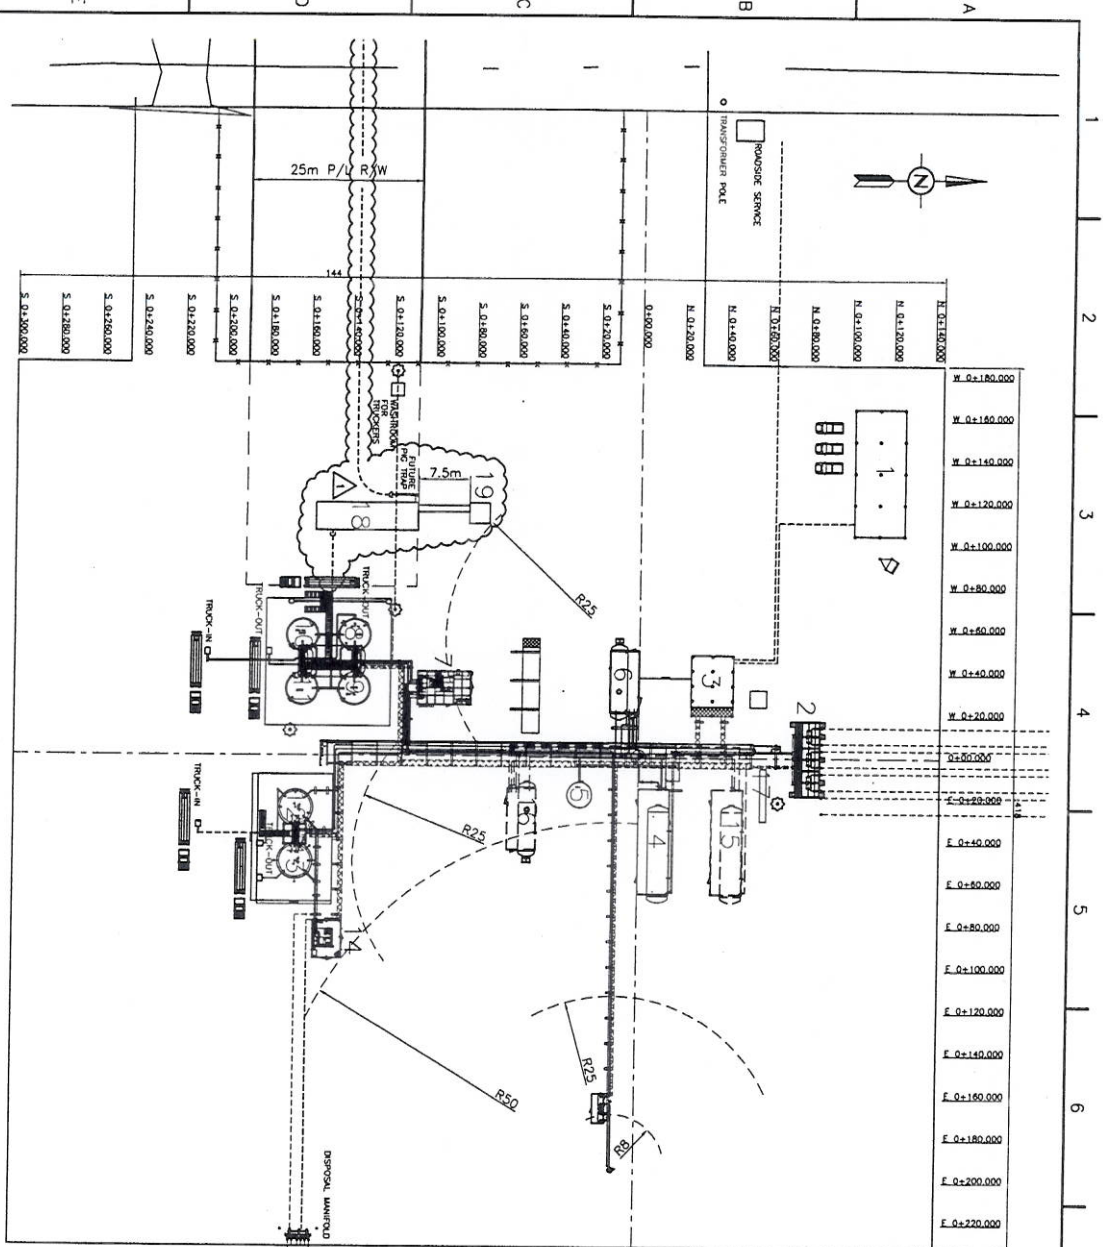 E
D
C
B
A
1
2
3
4
5
6
N
ROADSIDE SERVICE
TRANSFORMER POLE
25m P/L R/W
144
S 0+300.000
S 0+280.000
S 0+260.000
S 0+240.000
S 0+220.000
S 0+200.000
S 0+180.000
S 0+160.000
S 0+140.000
S 0+120.000
S 0+100.000
S 0+80.000
S 0+60.000
S 0+40.000
S 0+20.000
0+00.000
N 0+20.000
N 0+40.000
N 0+60.000
N 0+80.000
N 0+100.000
N 0+120.000
N 0+140.000
W 0+180.000
W 0+160.000
W 0+140.000
W 0+120.000
W 0+100.000
W 0+80.000
W 0+60.000
W 0+40.000
W 0+20.000
0+00.000
E 0+20.000
E 0+40.000
E 0+60.000
E 0+80.000
E 0+100.000
E 0+120.000
E 0+140.000
E 0+160.000
E 0+180.000
E 0+200.000
E 0+220.000
WASHROOM
FOR
TRUCKERS
FUTURE
PIG TRAP
7.5m
19
18
1
1
R25
TRUCK-OUT
TRUCK-OUT
TRUCK-IN
8
7
6
3
2
5
4
15
TRUCK-IN
TRUCK-OUT
R25
14
R50
R25
R8
DISPOSAL MANIFOLD